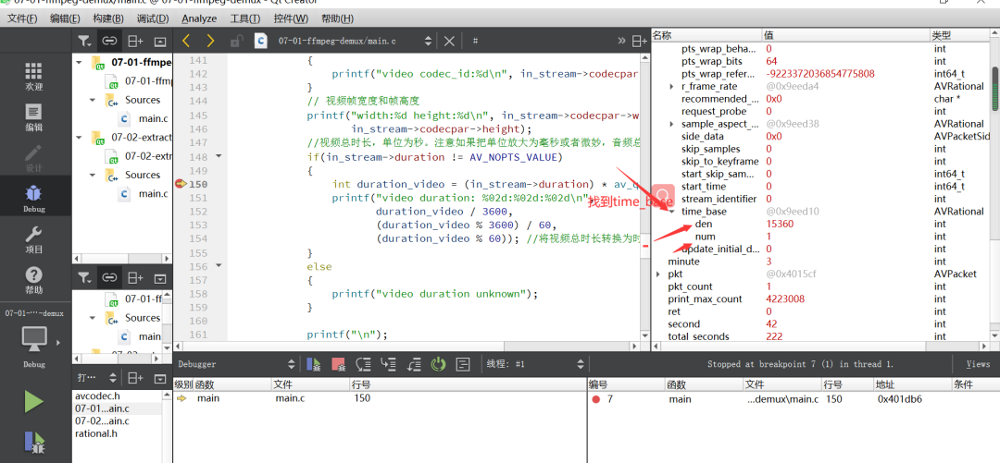 07-01-ffmpeg-demux/main.c @ 07-01-ffmpeg-demux - Qt Creator
文件(F) 编辑(E) 构建(B) 调试(D) Analyze 工具(T) 控件(W) 帮助(H)
欢迎
编辑
设计
Debug
项目
帮助
07-01-···-demux
Debug
07-01-ffmpe
07-01-ffmp
Sources
main.c
07-02-extract
07-02-extr
Sources
main.c
07-01-ff
Sources
main
打···
avcodec.h
07-01...ain.c
07-02...ain.c
rational.h
07-01-ffmpeg-demux/main.c #
141 {
142 printf("video codec_id:%d\n", in_stream->codecpar
143 }
144 // 视频帧宽度和帧高度
145 printf("width:%d height:%d\n", in_stream->codecpar->w
146 in_stream->codecpar->height);
147 //视频总时长，单位为秒。注意如果把单位放大为毫秒或者微妙，音频总
148 if(in_stream->duration != AV_NOPTS_VALUE)
149 {
150 int duration_video = (in_stream->duration) * av_q
151 printf("video duration: %02d:%02d:%02d\n",
152 duration_video / 3600,
153 (duration_video % 3600) / 60,
154 (duration_video % 60)); //将视频总时长转换为时
155 }
156 else
157 {
158 printf("video duration unknown");
159 }
160
161 printf("\n");
找到time_base
名称 值 类型
pts_wrap_beha... 0 int
pts_wrap_bits 64 int
pts_wrap_refer... -9223372036854775808 int64_t
r_frame_rate @0x9eeda4 AVRational
recommended_... 0x0 char *
request_probe 0 int
sample_aspect_... @0x9eed38 AVRational
side_data 0x0 AVPacketSid
skip_samples 0 int
skip_to_keyframe 0 int
start_skip_sam... 0 int64_t
start_time 0 int64_t
stream_identifier 0 int
time_base @0x9eed10 AVRational
den 15360 int
num 1 int
update_initial_d... 0 int
minute 3 int
pkt @0x4015cf AVPacket
pkt_count 1 int
print_max_count 4223008 int
ret 0 int
second 42 int
total_seconds 222 int
Debugger 线程: #1 Stopped at breakpoint 7 (1) in thread 1. Views
级别 函数 文件 行号
main main.c 150
编号 函数 文件 行号 地址 条件
7 main ...demux\main.c 150 0x401db6